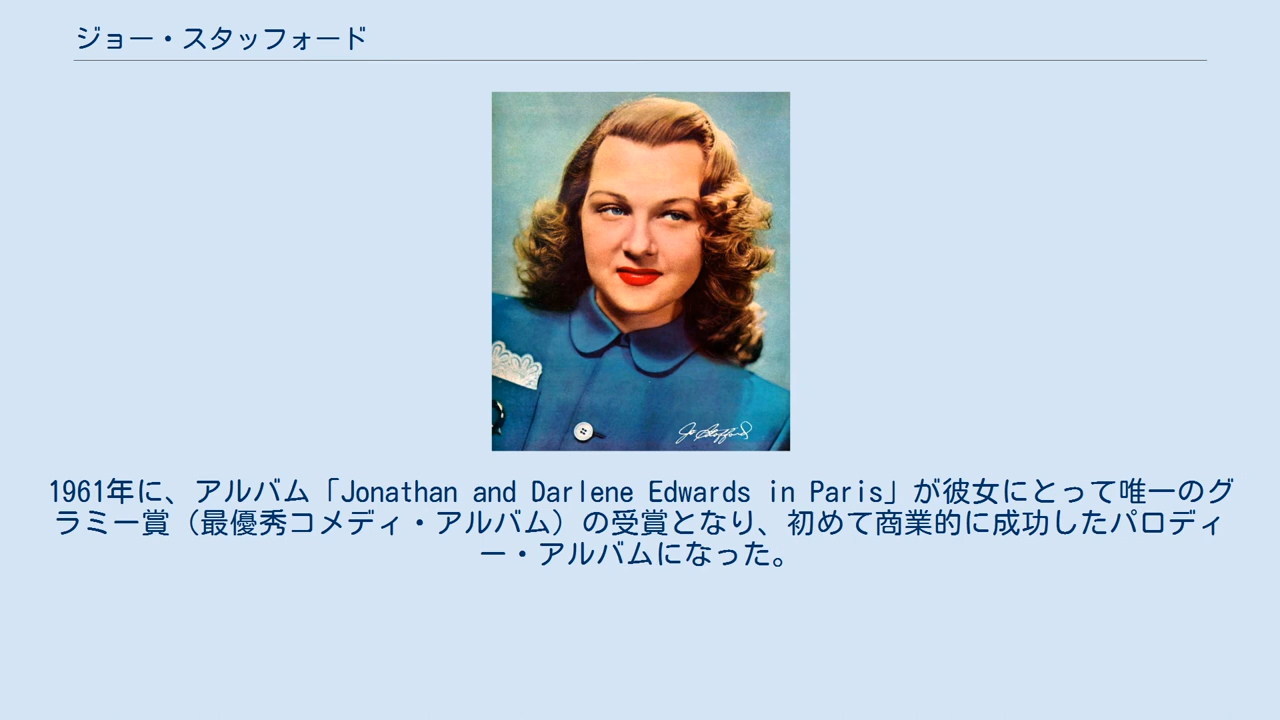 ジョー・スタッフォード
Jo Stafford
1961年に、アルバム「Jonathan and Darlene Edwards in Paris」が彼女にとって唯一のグ
ラミー賞（最優秀コメディ・アルバム）の受賞となり、初めて商業的に成功したパロディ
ー・アルバムになった。